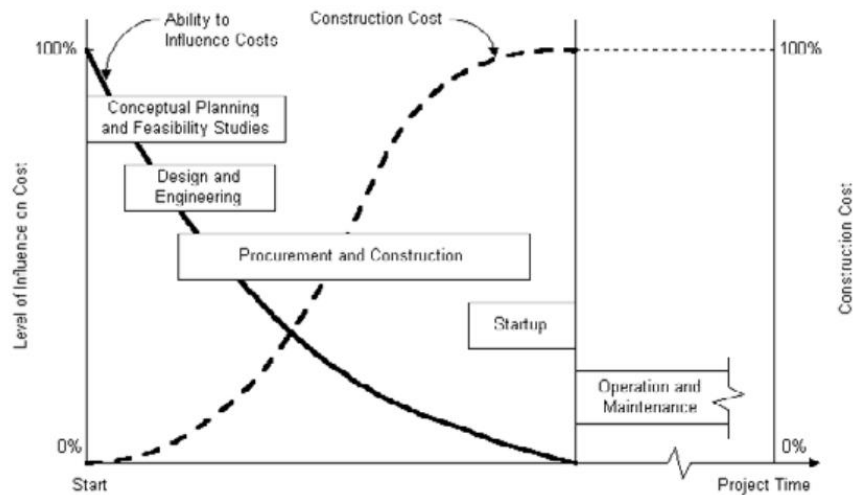 Ability to
Influence Costs
Construction Cost
100%
100%
Conceptual Planning
and Feasibility Studies
Design and
Engineering
Procurement and Construction
Startup
Operation and
Maintenance
Level of Influence on Cost
Construction Cost
0%
0%
Start
Project Time